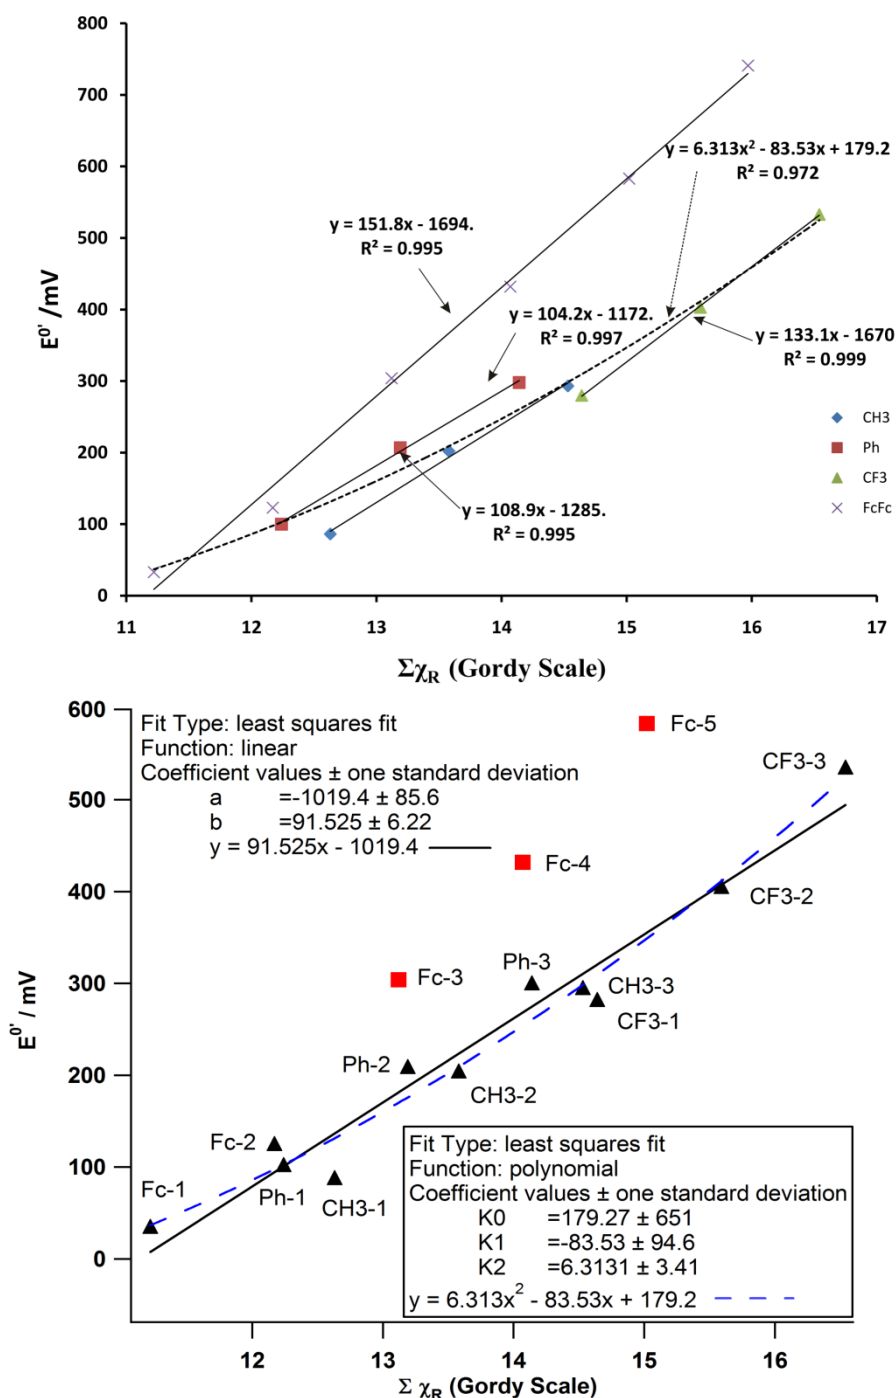 800
700
600
500
400
300
200
100
0
E0' /mV
y = 6.313x2 - 83.53x + 179.2
R² = 0.972
y = 151.8x - 1694.
R² = 0.995
y = 104.2x - 1172.
R² = 0.997
y = 133.1x - 1670
R² = 0.999
y = 108.9x - 1285.
R² = 0.995
CH3
Ph
CF3
FcFc
11 12 13 14 15 16 17
ΣχR (Gordy Scale)
600
500
400
300
200
100
0
E0' / mV
Fit Type: least squares fit
Function: linear
Coefficient values ± one standard deviation
a =-1019.4 ± 85.6
b =91.525 ± 6.22
y = 91.525x - 1019.4
Fc-5
CF3-3
Fc-4
CF3-2
Ph-3
Fc-3
CH3-3
CF3-1
Ph-2
CH3-2
Fc-2
Fc-1
Ph-1
CH3-1
Fit Type: least squares fit
Function: polynomial
Coefficient values ± one standard deviation
K0 =179.27 ± 651
K1 =-83.53 ± 94.6
K2 =6.3131 ± 3.41
y = 6.313x2 - 83.53x + 179.2
12 13 14 15 16
Σ χR (Gordy Scale)